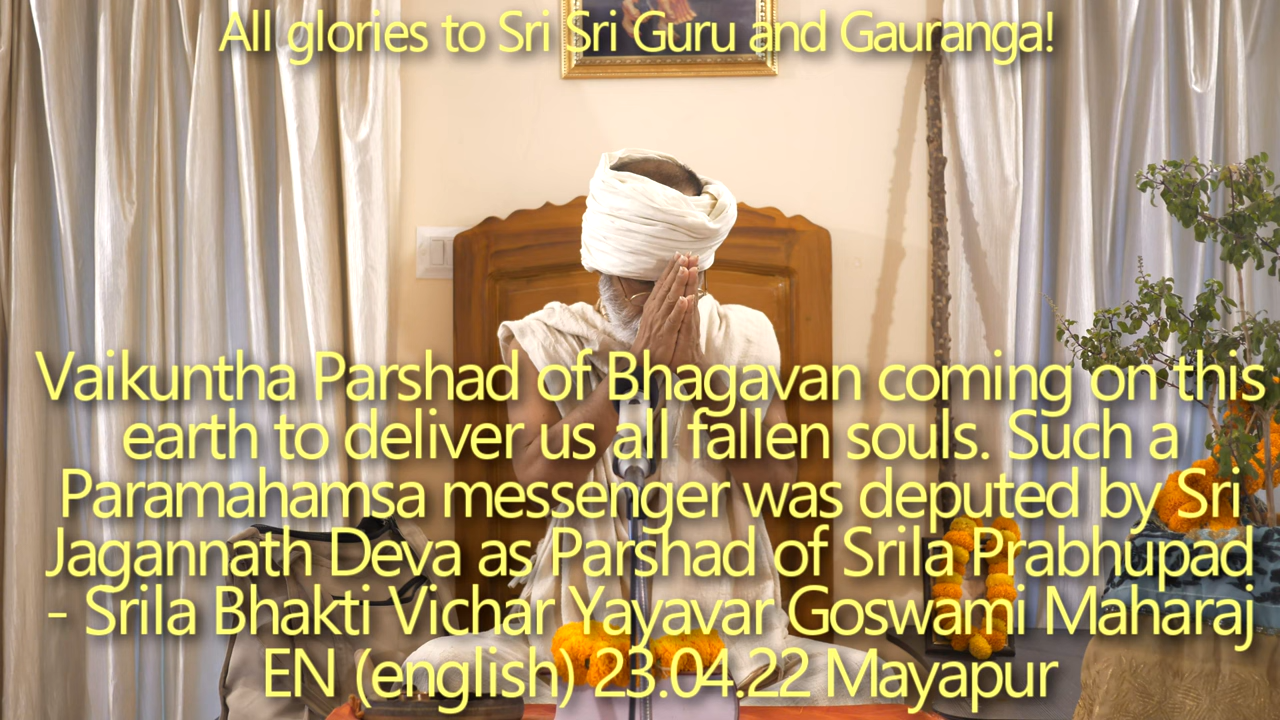 All glories to Sri Sri Guru and Gauranga!
Vaikuntha Parshad of Bhagavan coming on this
earth to deliver us all fallen souls. Such a
Paramahamsa messenger was deputed by Sri
Jagannath Deva as Parshad of Srila Prabhupad
- Srila Bhakti Vichar Yayavar Goswami Maharaj
EN (english) 23.04.22 Mayapur